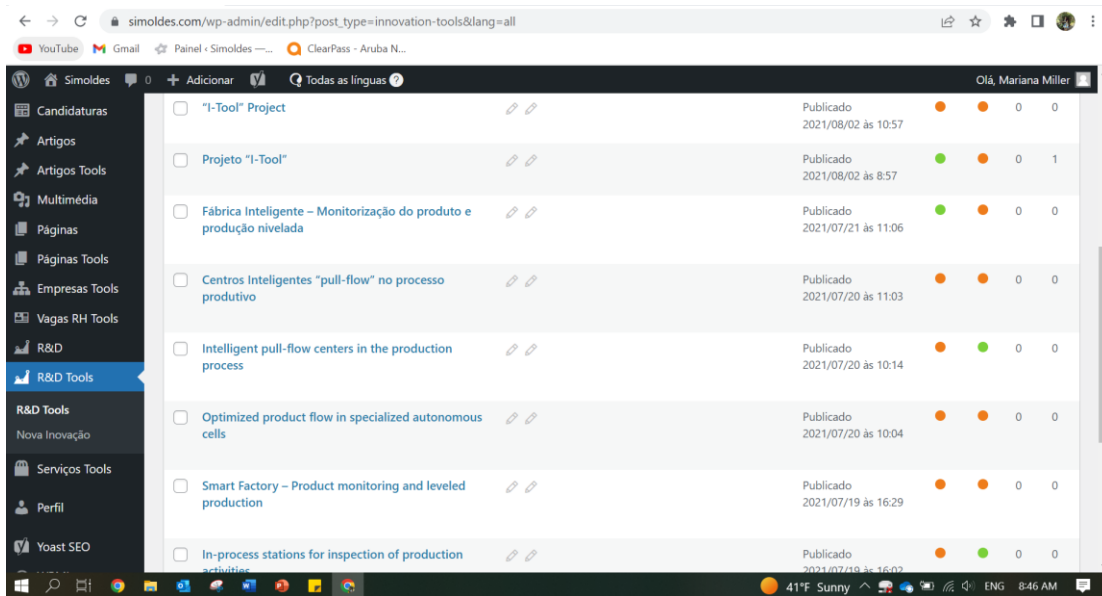 simoldes.com/wp-admin/edit.php?post_type=innovation-tools&lang=all
YouTube Gmail Painel ‹ Simoldes —... ClearPass - Aruba N...
Simoldes 0 Adicionar Todas as línguas ? Olá, Mariana Miller
Candidaturas
Artigos
Artigos Tools
Multimédia
Páginas
Páginas Tools
Empresas Tools
Vagas RH Tools
R&D
R&D Tools
R&D Tools
Nova Inovação
Serviços Tools
Perfil
Yoast SEO
“I-Tool” Project
Publicado 0 0
2021/08/02 às 10:57
Projeto “I-Tool”
Publicado 0 1
2021/08/02 às 8:57
Fábrica Inteligente – Monitorização do produto e
produção nivelada
Publicado 0 0
2021/07/21 às 11:06
Centros Inteligentes “pull-flow” no processo
produtivo
Publicado 0 0
2021/07/20 às 11:03
Intelligent pull-flow centers in the production
process
Publicado 0 0
2021/07/20 às 10:14
Optimized product flow in specialized autonomous
cells
Publicado 0 0
2021/07/20 às 10:04
Smart Factory – Product monitoring and leveled
production
Publicado 0 0
2021/07/19 às 16:29
In-process stations for inspection of production
activities
Publicado 0 0
2021/07/19 às 16:02
41°F Sunny ENG 8:46 AM